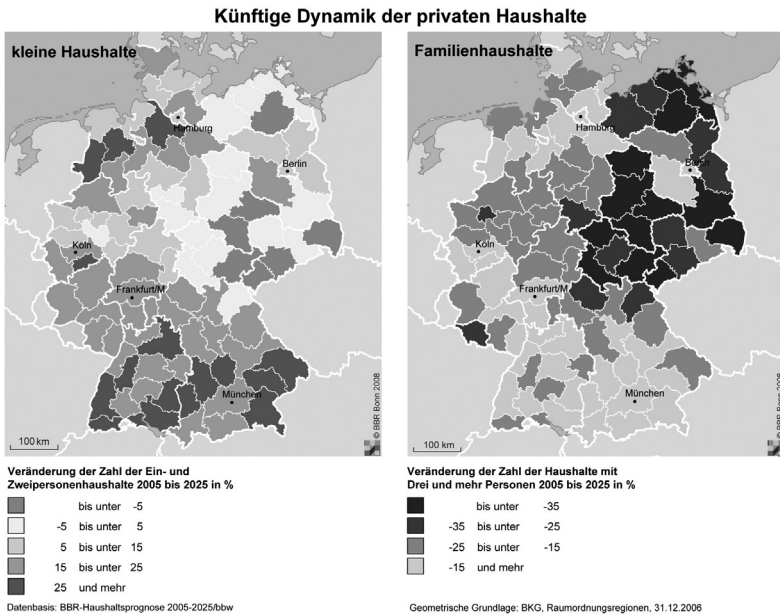 Künftige Dynamik der privaten Haushalte
kleine Haushalte
Hamburg
Berlin
Köln
Frankfurt/M
München
100 km
© BBR Bonn 2008
Familienhaushalte
Hamburg
Berlin
Köln
Frankfurt/M
München
100 km
© BBR Bonn 2008
Veränderung der Zahl der Ein- und
Zweipersonenhaushalte 2005 bis 2025 in %
bis unter -5
-5 bis unter 5
5 bis unter 15
15 bis unter 25
25 und mehr
Datenbasis: BBR-Haushaltsprognose 2005-2025/bbw
Veränderung der Zahl der Haushalte mit
Drei und mehr Personen 2005 bis 2025 in %
bis unter -35
-35 bis unter -25
-25 bis unter -15
-15 und mehr
Geometrische Grundlage: BKG, Raumordnungsregionen, 31.12.2006